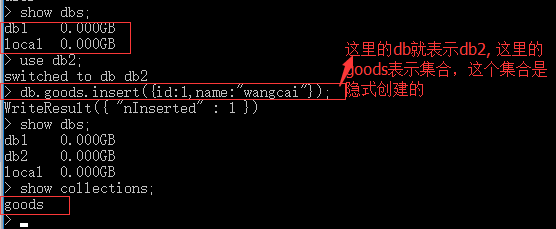 > show dbs;
db1 0.000GB
local 0.000GB
> use db2;
switched to db db2
> db.goods.insert({id:1,name:"wangcai"});
WriteResult({ "nInserted" : 1 })
> show dbs;
db1 0.000GB
db2 0.000GB
local 0.000GB
> show collections;
goods
>
这里的db就表示db2, 这里的
goods表示集合，这个集合是
隐式创建的